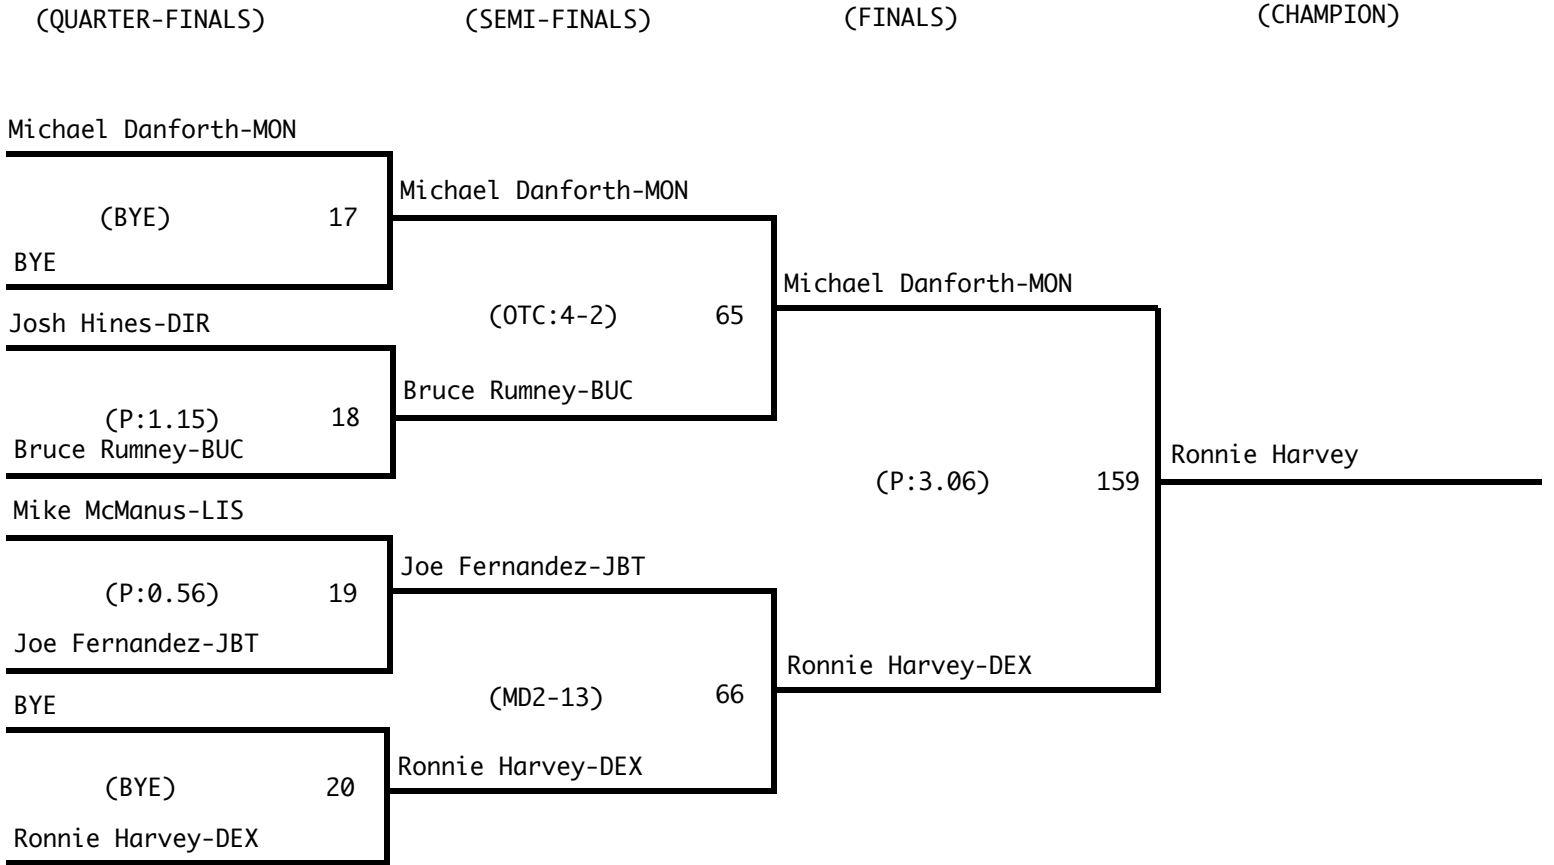 (QUARTER-FINALS) (SEMI-FINALS) (FINALS) (CHAMPION)
Michael Danforth-MON
(BYE) 17
BYE
Josh Hines-DIR
(P:1.15) 18
Bruce Rumney-BUC
Mike McManus-LIS
(P:0.56) 19
Joe Fernandez-JBT
BYE
(BYE) 20
Ronnie Harvey-DEX
Michael Danforth-MON
(OTC:4-2) 65
Bruce Rumney-BUC
Joe Fernandez-JBT
(MD2-13) 66
Ronnie Harvey-DEX
Michael Danforth-MON
(P:3.06) 159
Ronnie Harvey-DEX
Ronnie Harvey